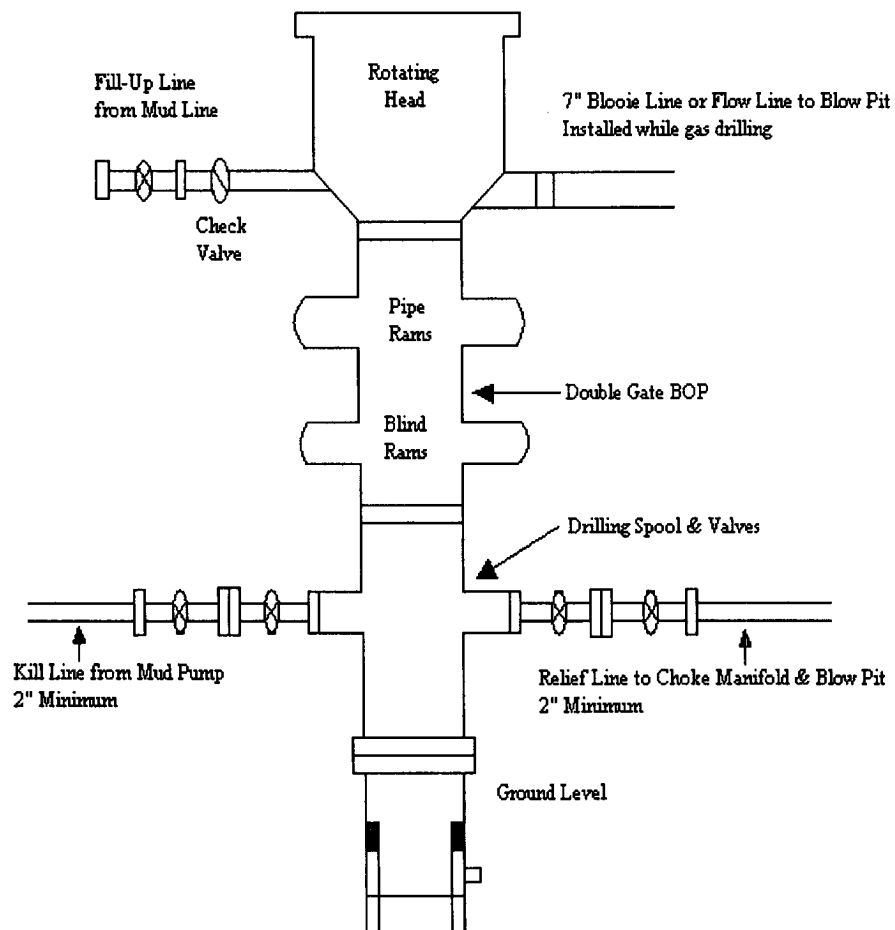 Rotating
Head
Fill-Up Line
from Mud Line
7" Blooie Line or Flow Line to Blow Pit
Installed while gas drilling
Check
Valve
Pipe
Rams
Double Gate BOP
Blind
Rams
Drilling Spool & Valves
Kill Line from Mud Pump
2" Minimum
Relief Line to Choke Manifold & Blow Pit
2" Minimum
Ground Level